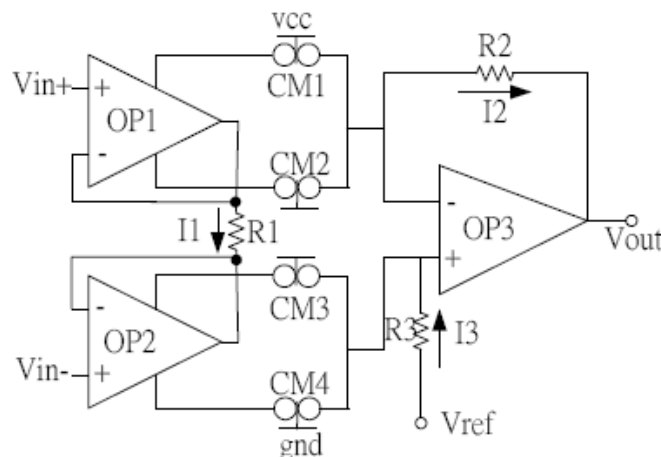 vcc
R2
Vin+
+
OP1
CM1
I2
-
CM2
I1
R1
-
OP3
Vout
-
CM3
+
OP2
R3
I3
Vin-
+
CM4
gnd
Vref